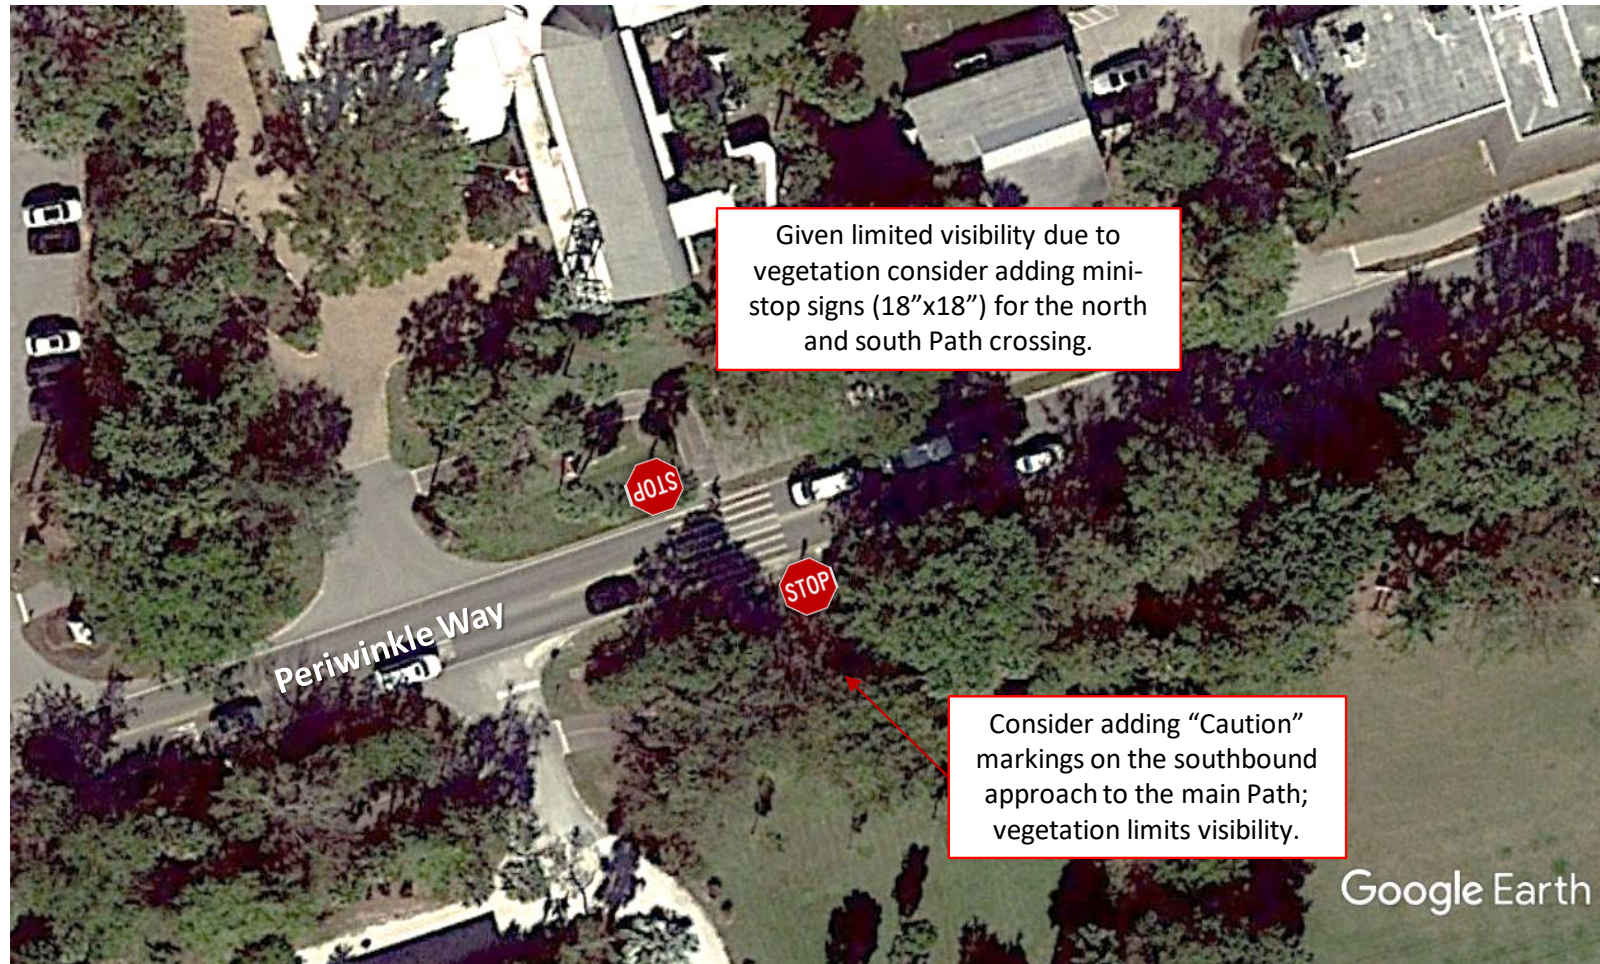 Given limited visibility due to
vegetation consider adding mini-
stop signs (18”x18”) for the north
and south Path crossing.
STOP
STOP
Periwinkle Way
Consider adding “Caution”
markings on the southbound
approach to the main Path;
vegetation limits visibility.
Google Earth